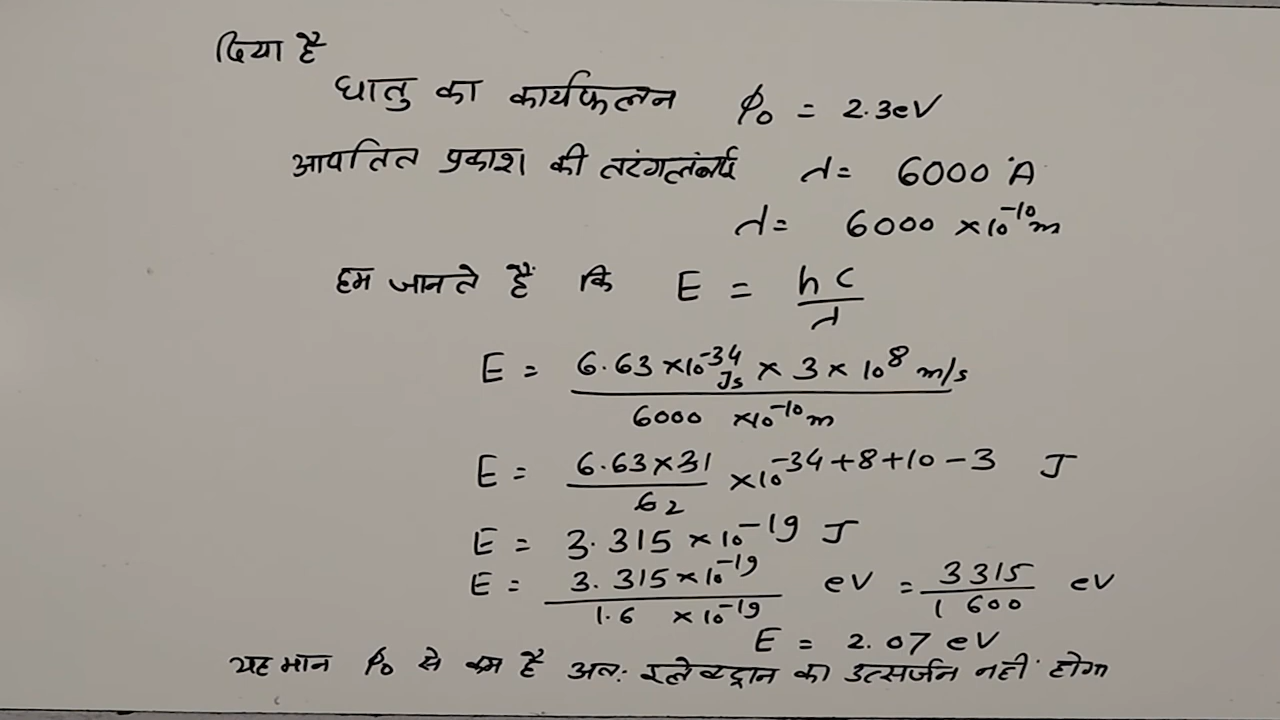 दिया है
धातु का कार्यफलन ϕ₀ = 2.3eV
आपतित प्रकाश की तरंगलंबर्घ λ = 6000 Å
λ = 6000 ×10⁻¹⁰m
हम जानते हैं कि E = hc/λ
E = 6.63 ×10⁻³⁴ Js × 3 × 10⁸ m/s / 6000 ×10⁻¹⁰ m
E = 6.63×31 / 62 ×10⁻³⁴⁺⁸⁺¹⁰⁻³ J
E = 3.315 ×10⁻¹⁹ J
E = 3.315×10⁻¹⁹ / 1.6 ×10⁻¹⁹ eV = 3315/1600 eV
E = 2.07 eV
यह मान ϕ₀ से कम है अतः इलेक्ट्रान का उत्सर्जन नहीं होगा